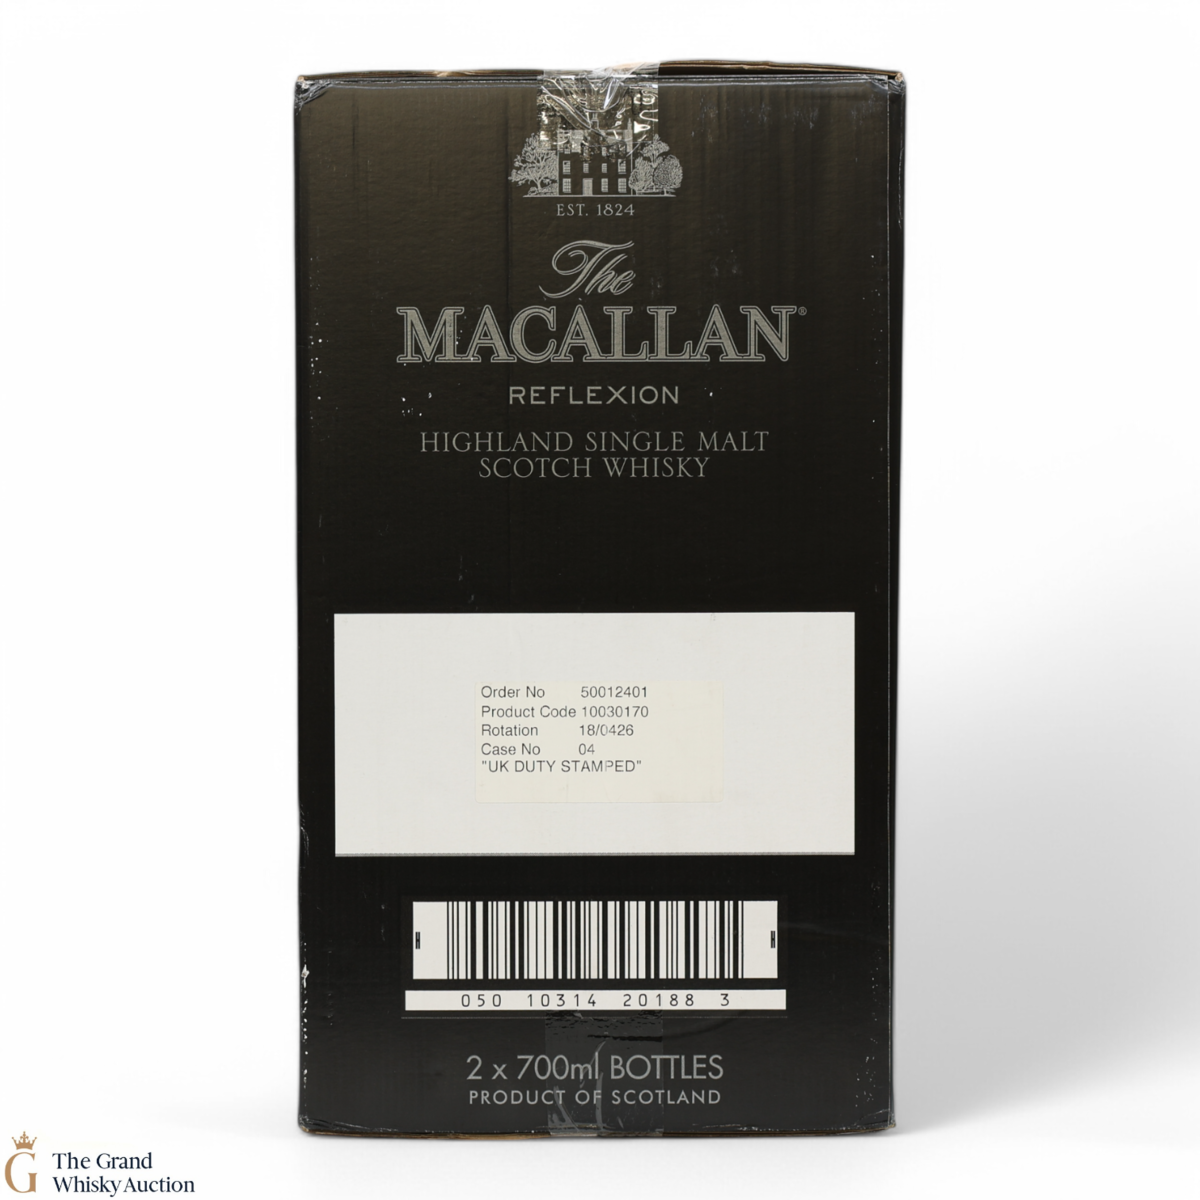 EST. 1824
The
MACALLAN®
REFLEXION
HIGHLAND SINGLE MALT
SCOTCH WHISKY
Order No 50012401
Product Code 10030170
Rotation 18/0426
Case No 04
"UK DUTY STAMPED"
050 10314 20188 3
2 x 700ml BOTTLES
PRODUCT OF SCOTLAND
G
The Grand
Whisky Auction